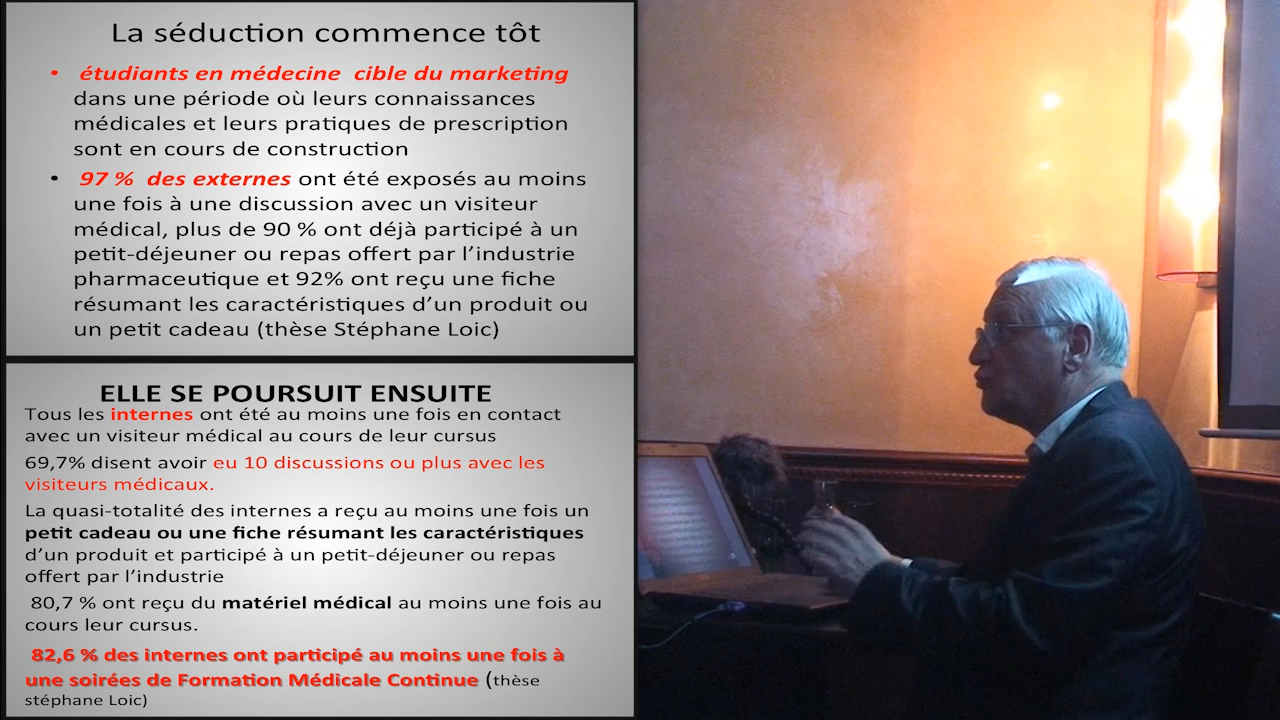 La séduction commence tôt
• étudiants en médecine cible du marketing
dans une période où leurs connaissances
médicales et leurs pratiques de prescription
sont en cours de construction
• 97 % des externes ont été exposés au moins
une fois à une discussion avec un visiteur
médical, plus de 90 % ont déjà participé à un
petit-déjeuner ou repas offert par l’industrie
pharmaceutique et 92% ont reçu une fiche
résumant les caractéristiques d’un produit ou
un petit cadeau (thèse Stéphane Loic)
ELLE SE POURSUIT ENSUITE
Tous les internes ont été au moins une fois en contact
avec un visiteur médical au cours de leur cursus
69,7% disent avoir eu 10 discussions ou plus avec les
visiteurs médicaux.
La quasi-totalité des internes a reçu au moins une fois un
petit cadeau ou une fiche résumant les caractéristiques
d’un produit et participé à un petit-déjeuner ou repas
offert par l’industrie
80,7 % ont reçu du matériel médical au moins une fois au
cours leur cursus.
82,6 % des internes ont participé au moins une fois à
une soirées de Formation Médicale Continue (thèse
stéphane Loic)